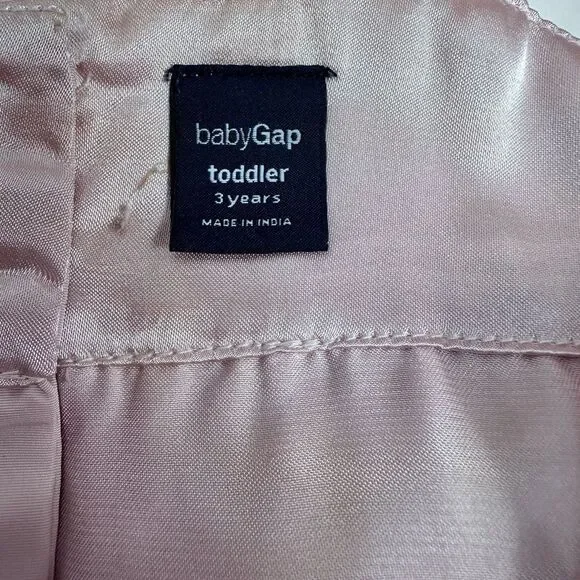 babyGap
toddler
3 years
MADE IN INDIA